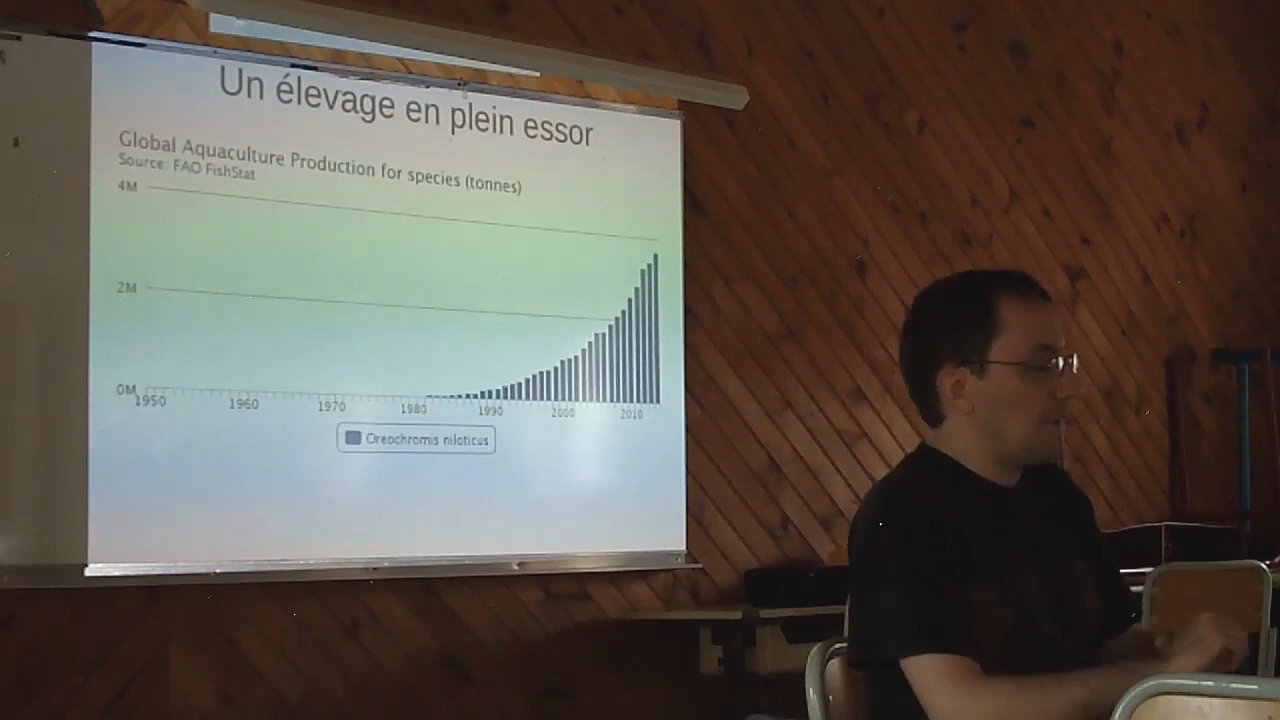 Un élevage en plein essor
Global Aquaculture Production for species (tonnes)
Source: FAO FishStat
4M
2M
0M
1950 1960 1970 1980 1990 2000 2010
Oreochromis niloticus